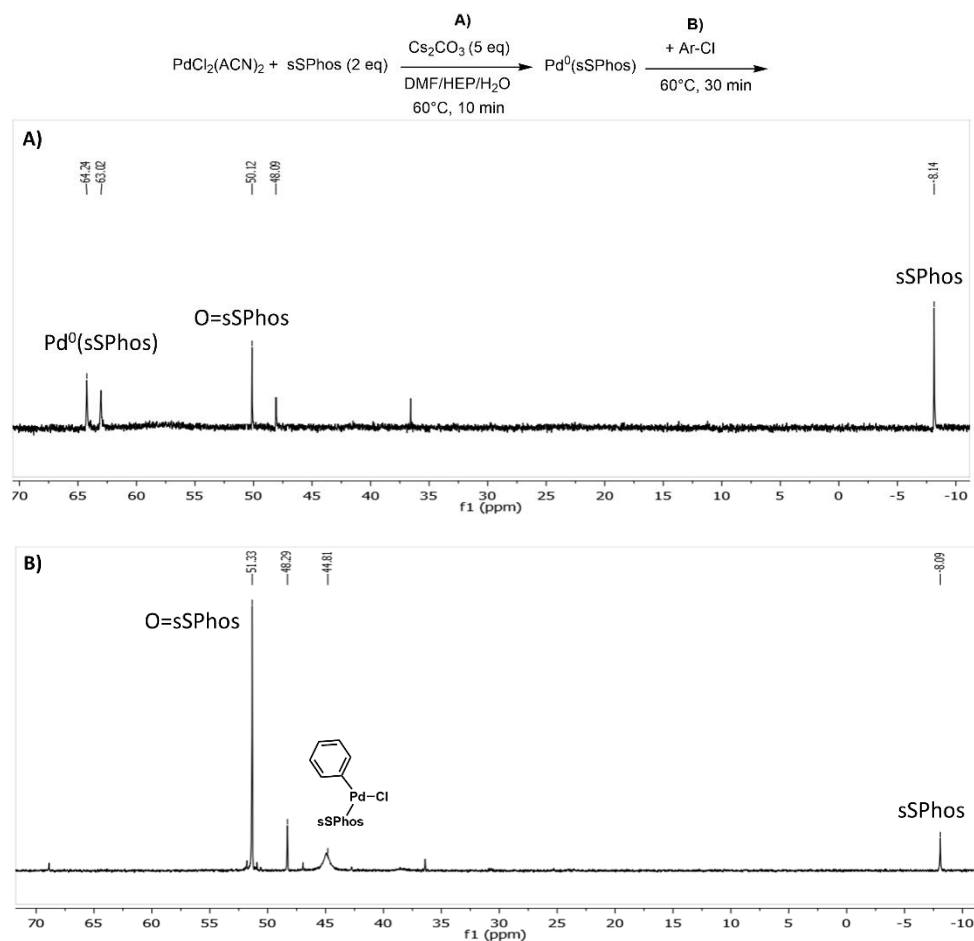 A)
B)
PdCl₂(ACN)₂ + sSPhos (2 eq)
Cs₂CO₃ (5 eq)
DMF/HEP/H₂O
60°C, 10 min
Pd⁰(sSPhos)
+ Ar-Cl
60°C, 30 min
A)
64.24
63.02
50.12
48.09
-8.14
sSPhos
O=sSPhos
Pd⁰(sSPhos)
70 65 60 55 50 45 40 35 30 25 20 15 10 5 0 -5 -10
f1 (ppm)
B)
51.33
48.29
44.81
-8.09
O=sSPhos
Pd-Cl
sSPhos
sSPhos
70 65 60 55 50 45 40 35 30 25 20 15 10 5 0 -5 -10
f1 (ppm)